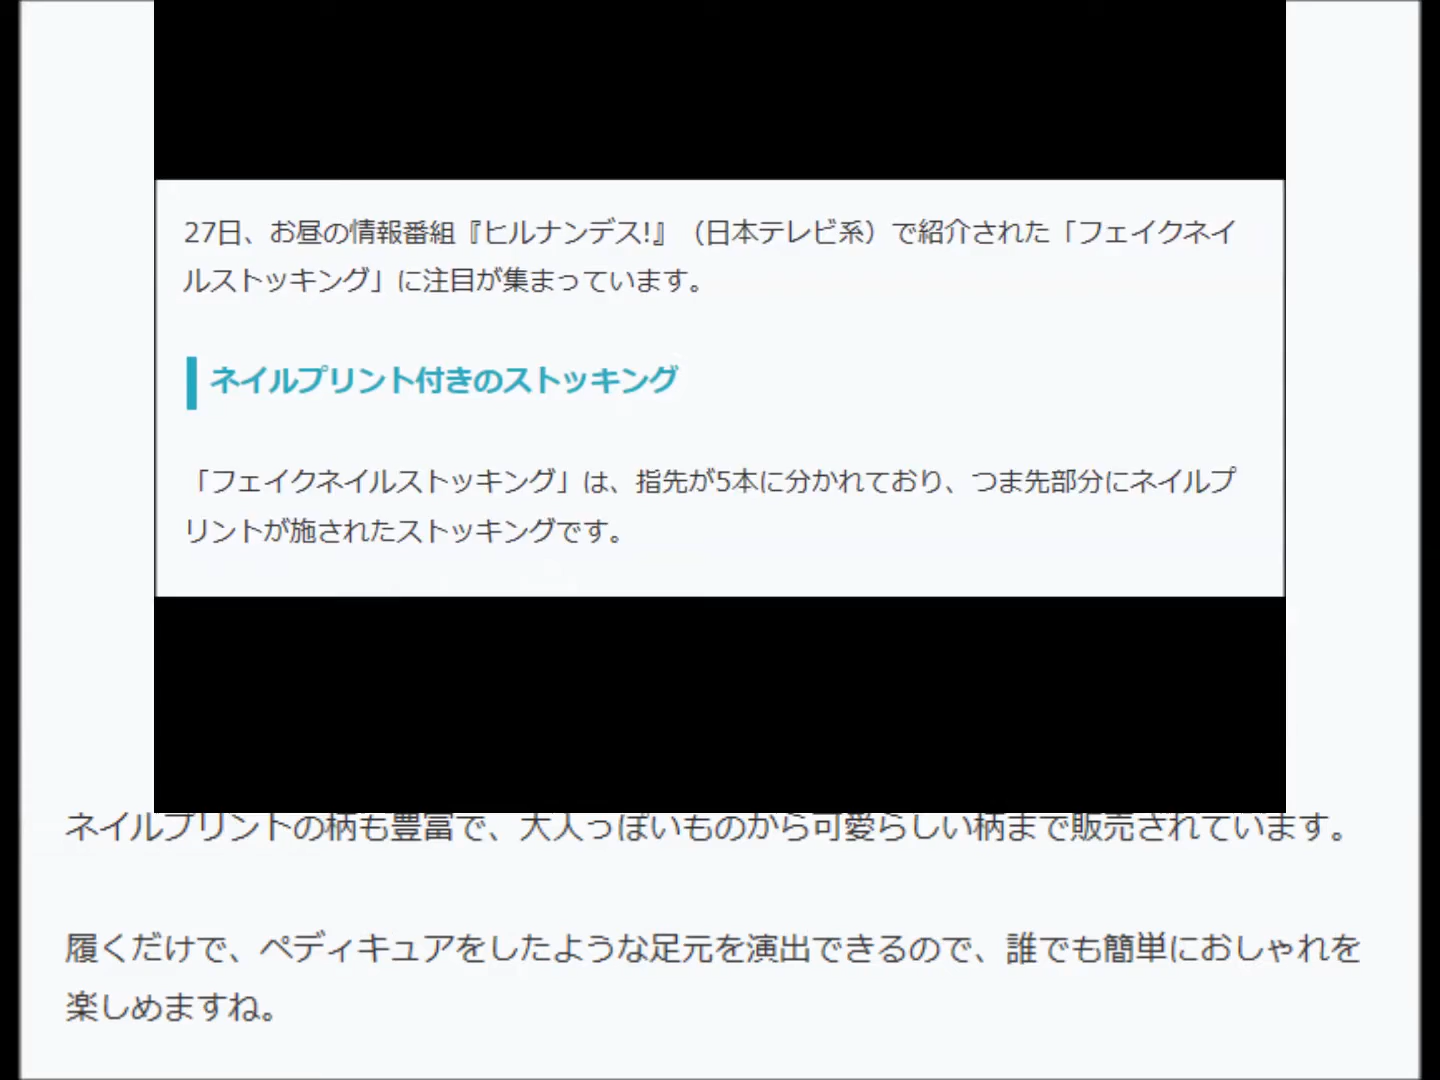 27日、お昼の情報番組『ヒルナンデス!』（日本テレビ系）で紹介された「フェイクネイ
ルストッキング」に注目が集まっています。
ネイルプリント付きのストッキング
「フェイクネイルストッキング」は、指先が5本に分かれており、つま先部分にネイルプ
リントが施されたストッキングです。
ネイルプリントの柄も豊富で、大人っぽいものから可愛らしい柄まで販売されています。
履くだけで、ペディキュアをしたような足元を演出できるので、誰でも簡単におしゃれを
楽しめますね。